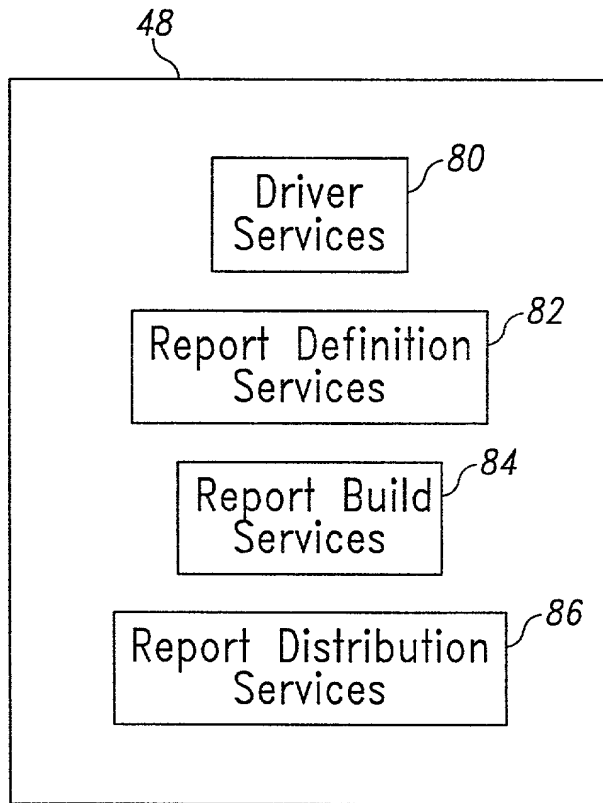 48
Driver
Services
80
Report Definition
Services
82
Report Build
Services
84
Report Distribution
Services
86